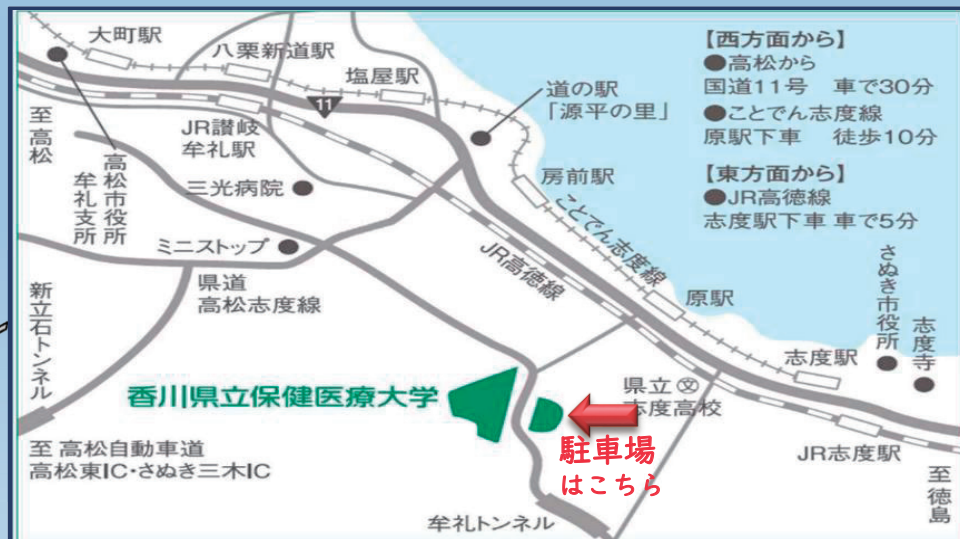 大町駅
八栗新道駅
塩屋駅
11
道の駅
「源平の里」
【西方面から】
●高松から
国道11号 車で30分
●ことでん志度線
原駅下車 徒歩10分
【東方面から】
●JR高徳線
志度駅下車 車で5分
至 高松
高松市役所
牟礼支所
JR讃岐
牟礼駅
三光病院
ミニストップ
県道
高松志度線
房前駅
ことでん志度線
JR高徳線
原駅
さぬき市役所
志度寺
志度駅
新立石トンネル
香川県立保健医療大学
県立文
志度高校
駐車場
はこちら
JR志度駅
至 高松自動車道
高松東IC・さぬき三木IC
牟礼トンネル
至 徳島